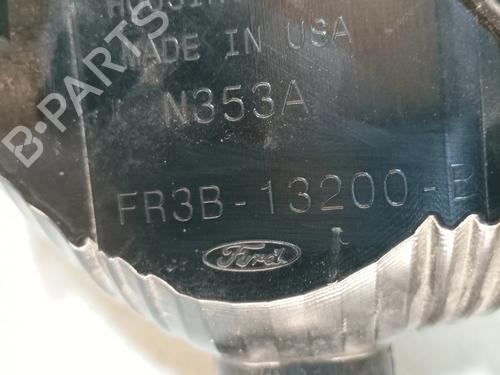 MADE IN USA
N353A
FR3B-13200-B
Ford
B-PARTS